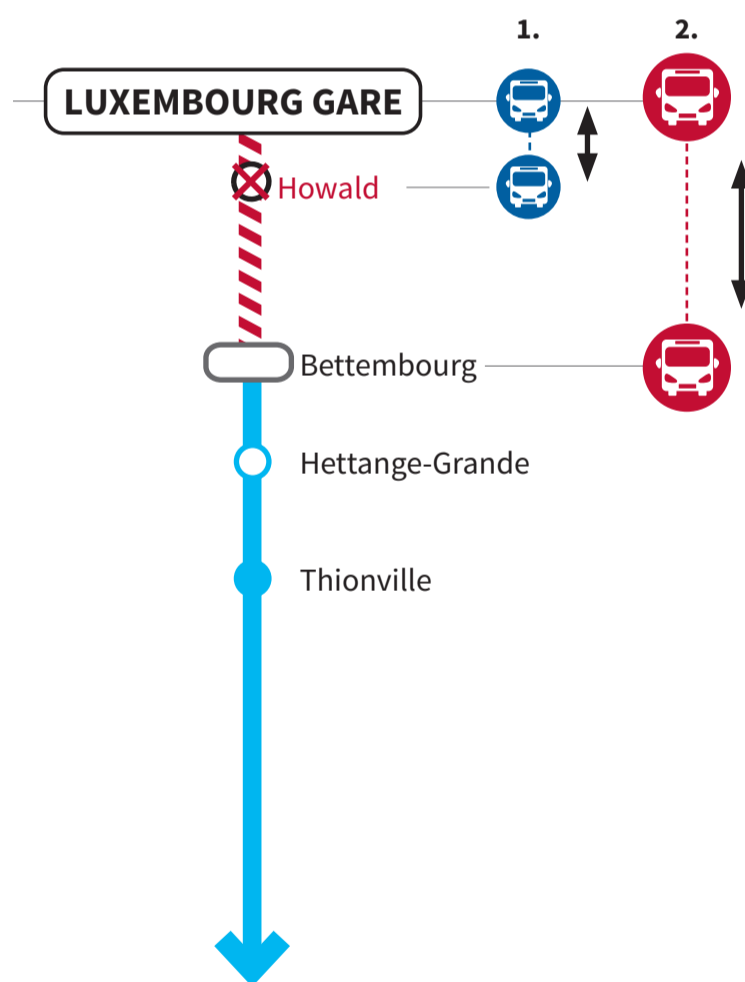 1.
2.
LUXEMBOURG GARE
Howald
Bettembourg
Hettange-Grande
Thionville